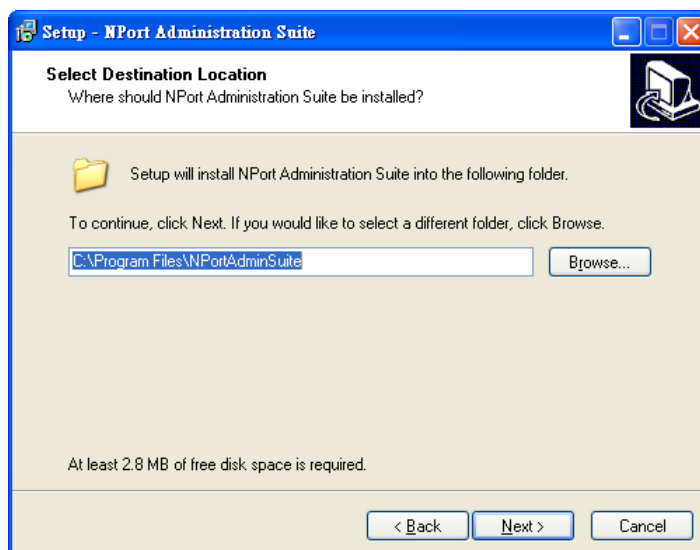 Setup - NPort Administration Suite
Select Destination Location
Where should NPort Administration Suite be installed?
Setup will install NPort Administration Suite into the following folder.
To continue, click Next. If you would like to select a different folder, click Browse.
C:\Program Files\NPortAdminSuite
Browse...
At least 2.8 MB of free disk space is required.
< Back
Next >
Cancel